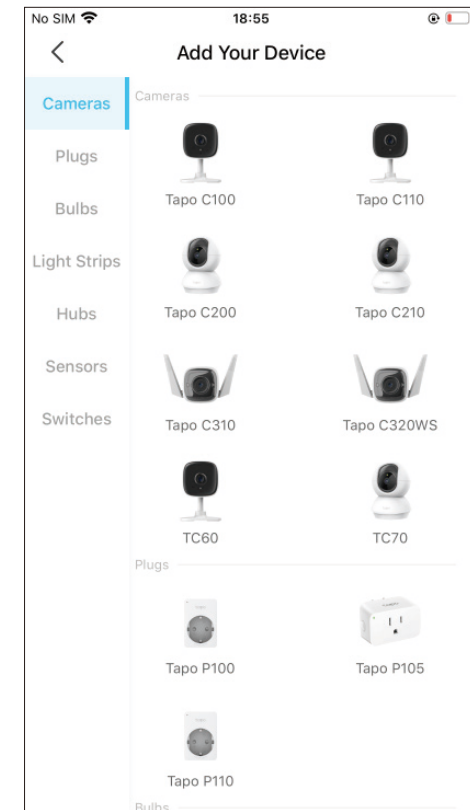 No SIM 18:55
Add Your Device
Cameras
Plugs
Bulbs
Light Strips
Hubs
Sensors
Switches
Cameras
Tapo C100 Tapo C110
Tapo C200 Tapo C210
Tapo C310 Tapo C320WS
TC60 TC70
Plugs
Tapo P100 Tapo P105
Tapo P110
Bulbs